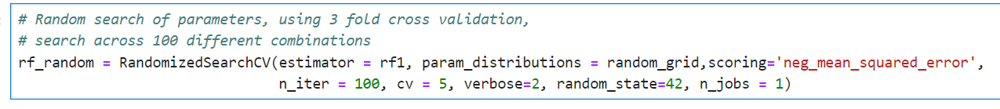 # Random search of parameters, using 3 fold cross validation,
# search across 100 different combinations
rf_random = RandomizedSearchCV(estimator = rf1, param_distributions = random_grid,scoring='neg_mean_squared_error',
n_iter = 100, cv = 5, verbose=2, random_state=42, n_jobs = 1)